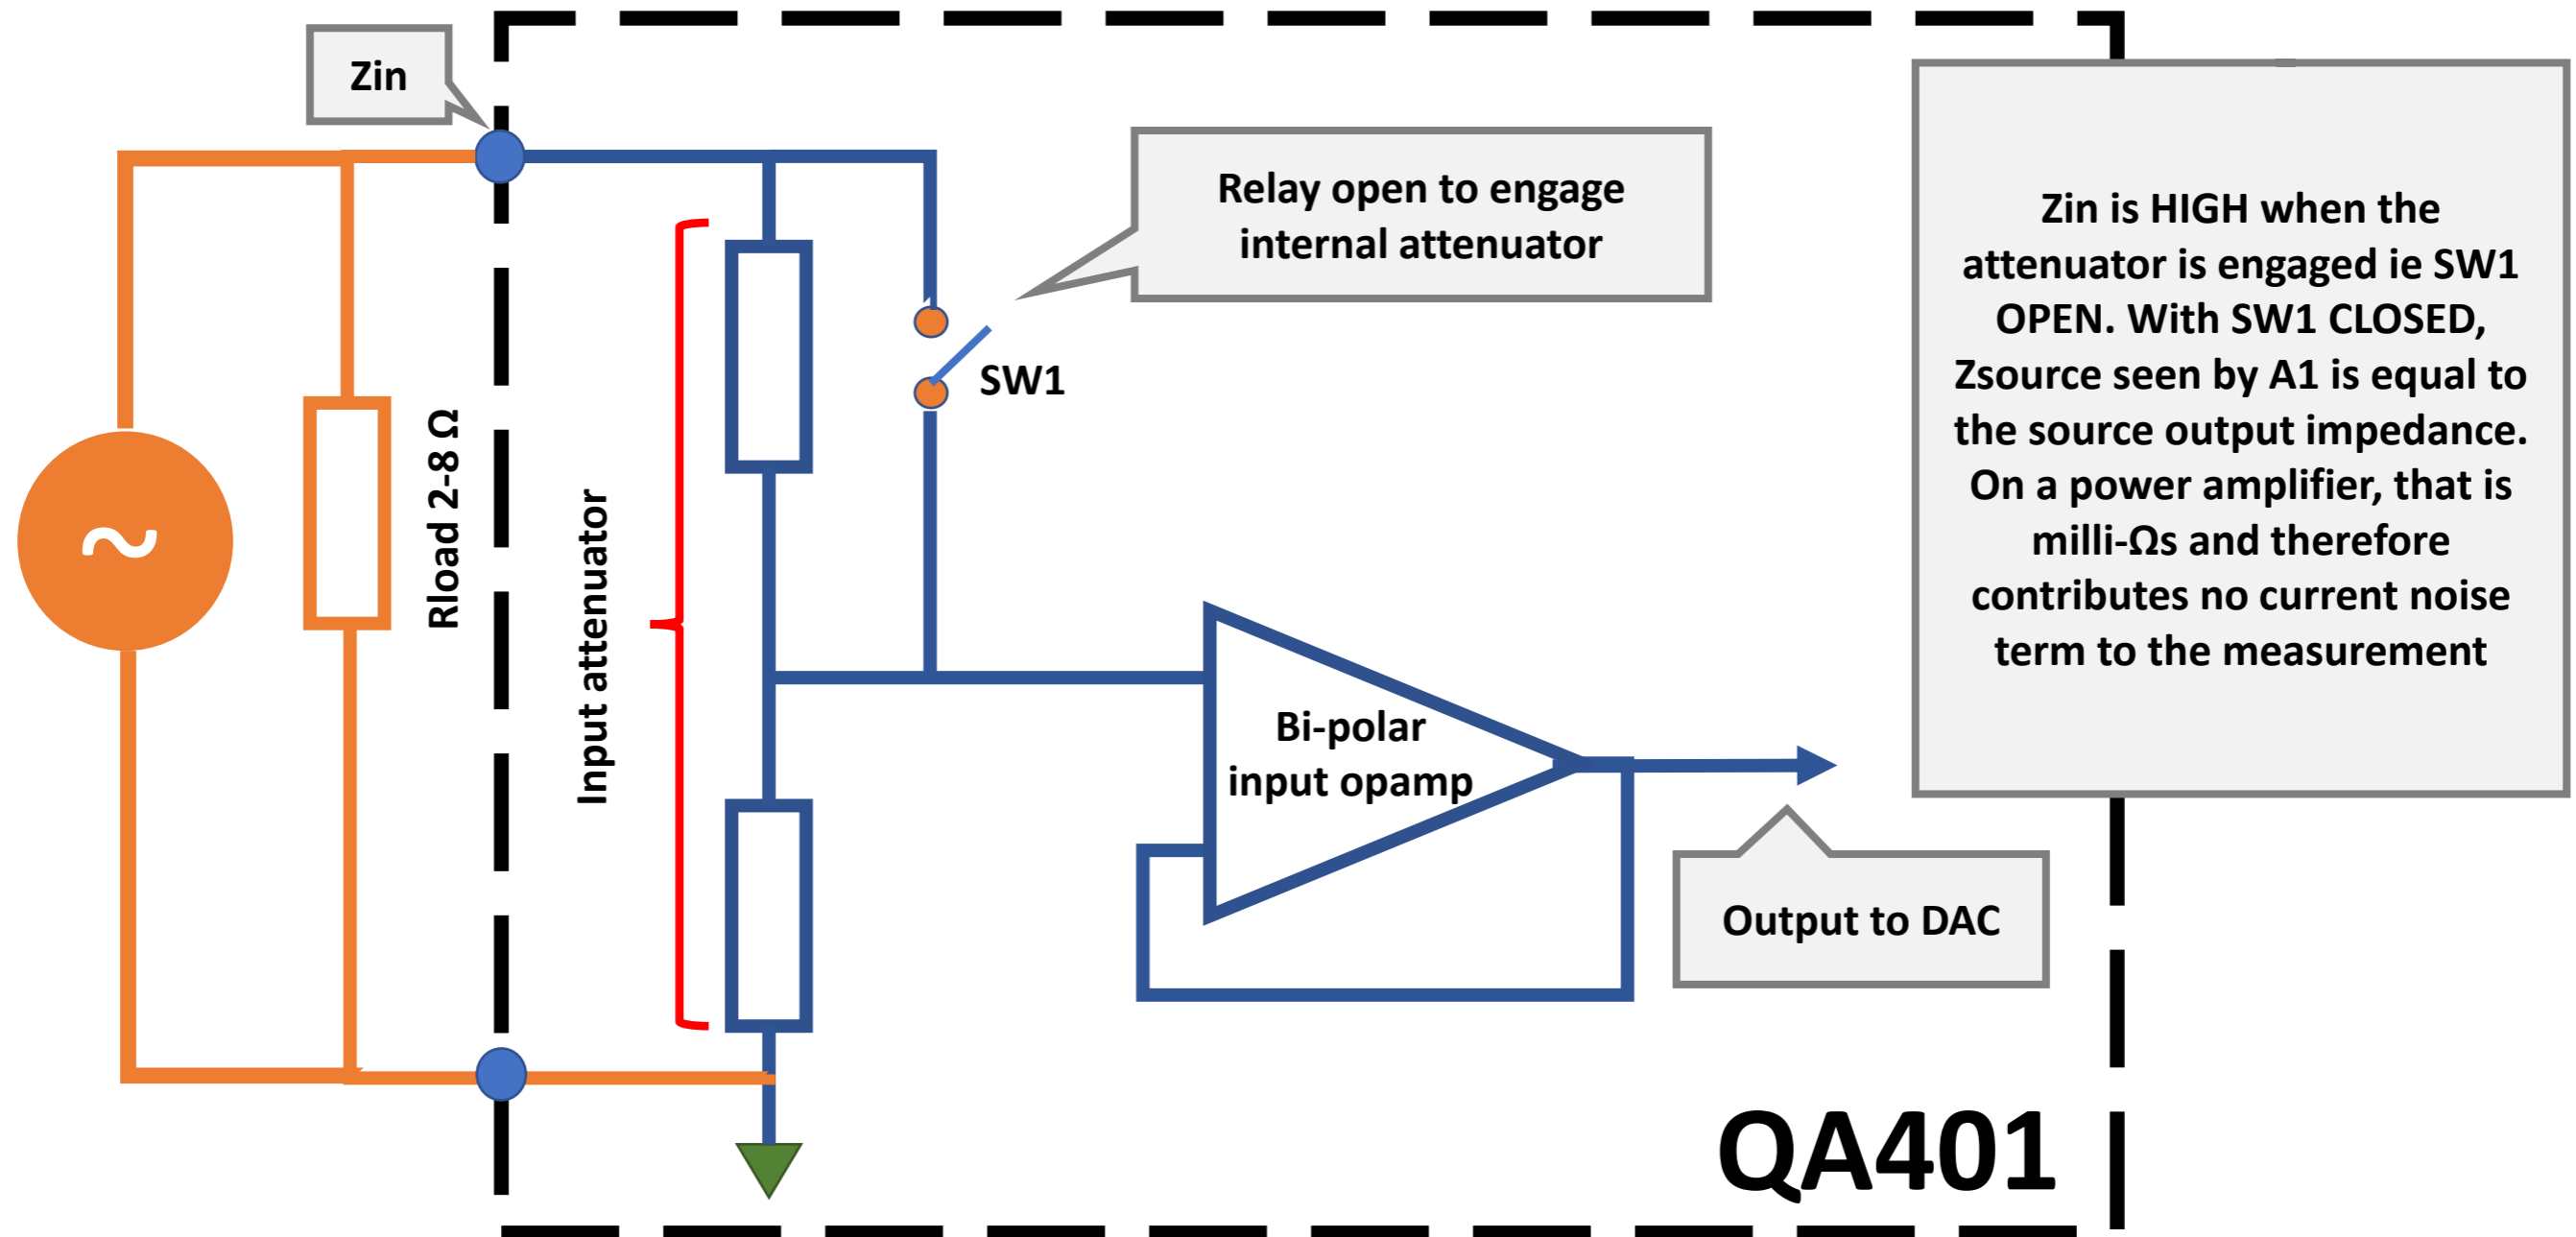 Zin
Relay open to engage
internal attenuator
Zin is HIGH when the
attenuator is engaged ie SW1
OPEN. With SW1 CLOSED,
Zsource seen by A1 is equal to
the source output impedance.
On a power amplifier, that is
milli-Ωs and therefore
contributes no current noise
term to the measurement
SW1
Rload 2-8 Ω
Input attenuator
~
Bi-polar
input opamp
Output to DAC
QA401